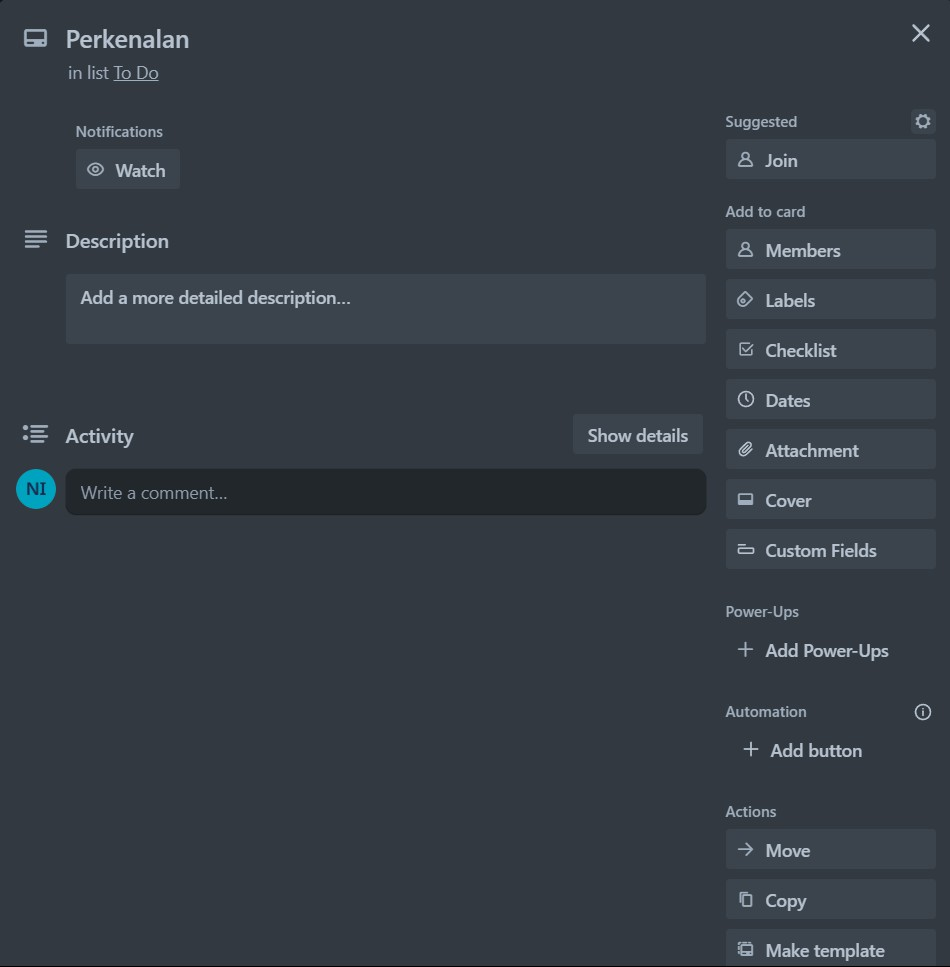 Perkenalan
in list To Do
Notifications
Watch
Description
Add a more detailed description...
Activity
Show details
NI
Write a comment...
Suggested
Join
Add to card
Members
Labels
Checklist
Dates
Attachment
Cover
Custom Fields
Power-Ups
Add Power-Ups
Automation
Add button
Actions
Move
Copy
Make template